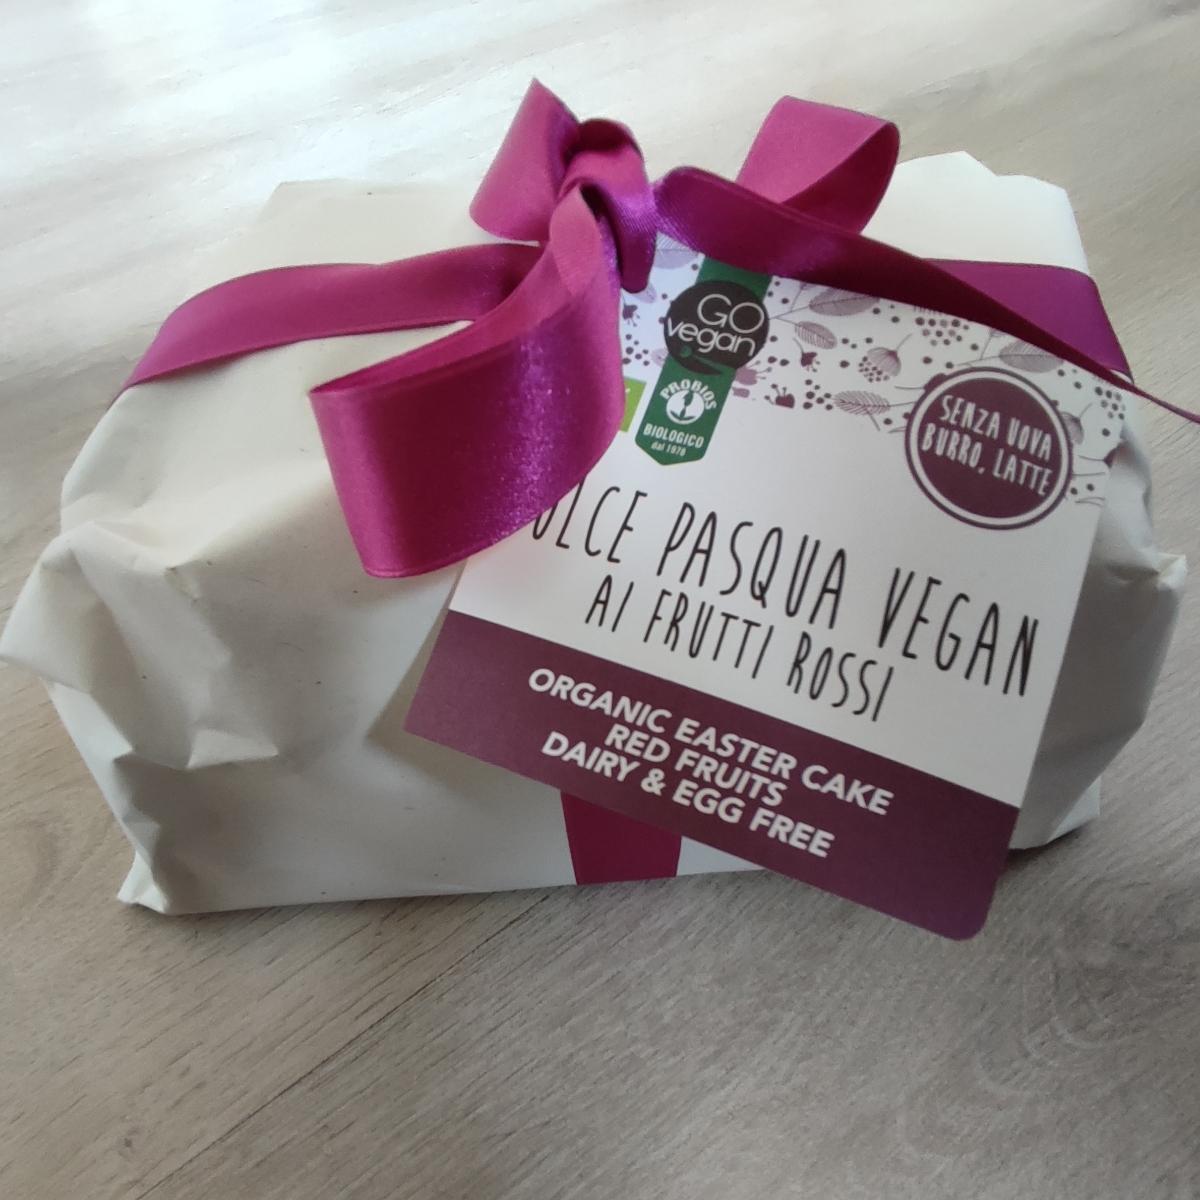 GO
vegan
PROBIOS
BIOLOGICO
dal 1978
SENZA UOVA
BURRO, LATTE
PASQUA VEGAN
AI FRUTTI ROSSI
ORGANIC EASTER CAKE
RED FRUITS
DAIRY & EGG FREE